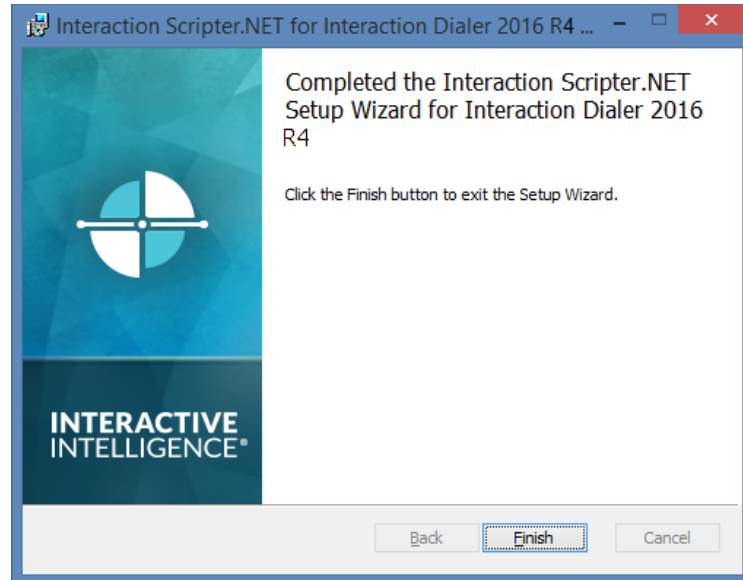 Interaction Scripter.NET for Interaction Dialer 2016 R4 ...
Completed the Interaction Scripter.NET
Setup Wizard for Interaction Dialer 2016
R4
Click the Finish button to exit the Setup Wizard.
INTERACTIVE
INTELLIGENCE®
Back Finish Cancel